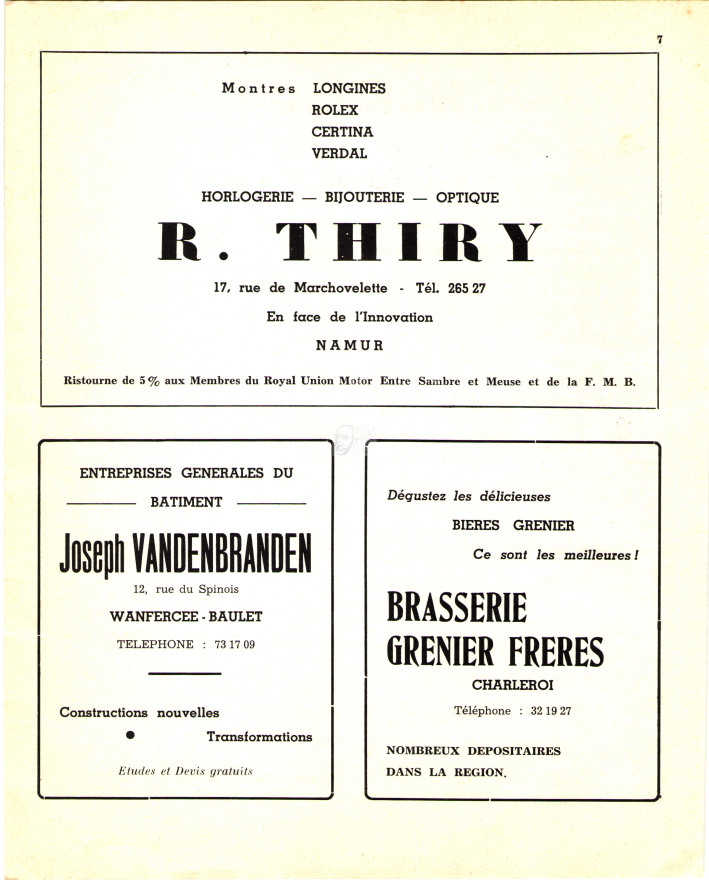 7
Montres LONGINES
ROLEX
CERTINA
VERDAL
HORLOGERIE — BIJOUTERIE — OPTIQUE
R. THIRY
17, rue de Marchovelette - Tél. 265 27
En face de l'Innovation
NAMUR
Ristourne de 5% aux Membres du Royal Union Motor Entre Sambre et Meuse et de la F. M. B.
ENTREPRISES GENERALES DU
BATIMENT
Joseph VANDENBRANDEN
12, rue du Spinois
WANFERCEE - BAULET
TELEPHONE : 73 17 09
Constructions nouvelles
● Transformations
Etudes et Devis gratuits
Dégustez les délicieuses
BIERES GRENIER
Ce sont les meilleures !
BRASSERIE
GRENIER FRERES
CHARLEROI
Téléphone : 32 19 27
NOMBREUX DEPOSITAIRES
DANS LA REGION.